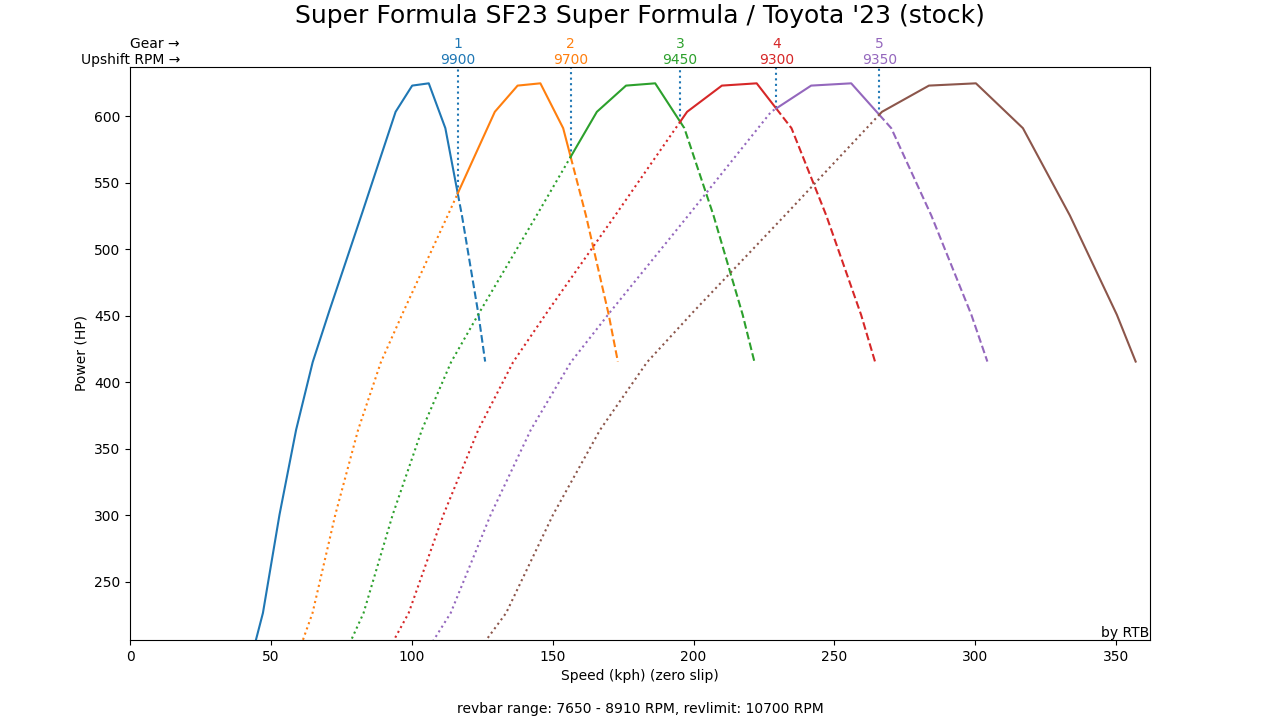 Super Formula SF23 Super Formula / Toyota '23 (stock)
Gear → 1 2 3 4 5
Upshift RPM → 9900 9700 9450 9300 9350
600
550
500
450
400
350
300
250
Power (HP)
by RTB
0 50 100 150 200 250 300 350
Speed (kph) (zero slip)
revbar range: 7650 - 8910 RPM, revlimit: 10700 RPM